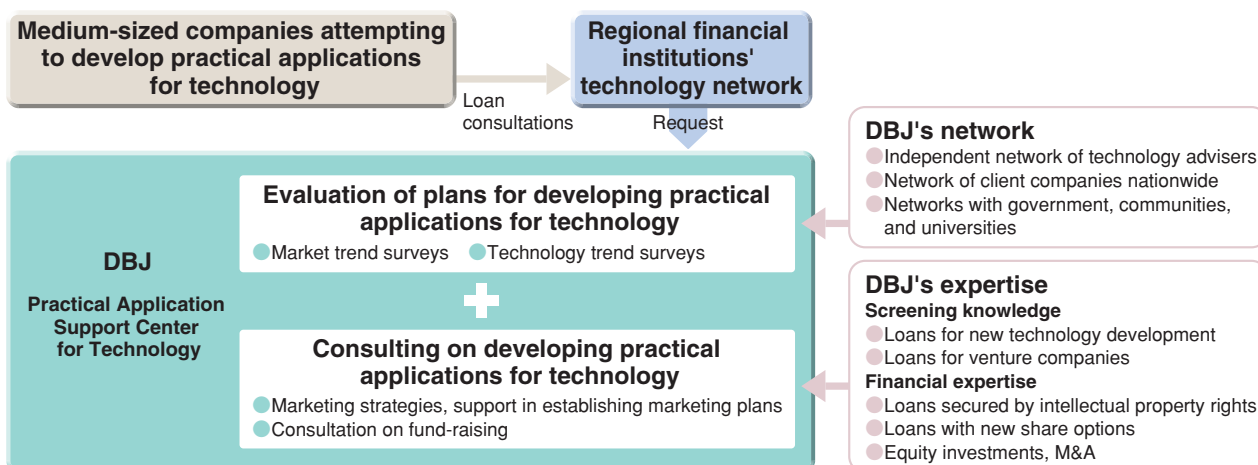 Medium-sized companies attempting
to develop practical applications
for technology
Loan
consultations
Regional financial
institutions'
technology network
Request
DBJ
Practical Application
Support Center
for Technology
Evaluation of plans for developing practical
applications for technology
●Market trend surveys ●Technology trend surveys
+
Consulting on developing practical
applications for technology
●Marketing strategies, support in establishing marketing plans
●Consultation on fund-raising
DBJ's network
●Independent network of technology advisers
●Network of client companies nationwide
●Networks with government, communities,
and universities
DBJ's expertise
Screening knowledge
●Loans for new technology development
●Loans for venture companies
Financial expertise
●Loans secured by intellectual property rights
●Loans with new share options
●Equity investments, M&A